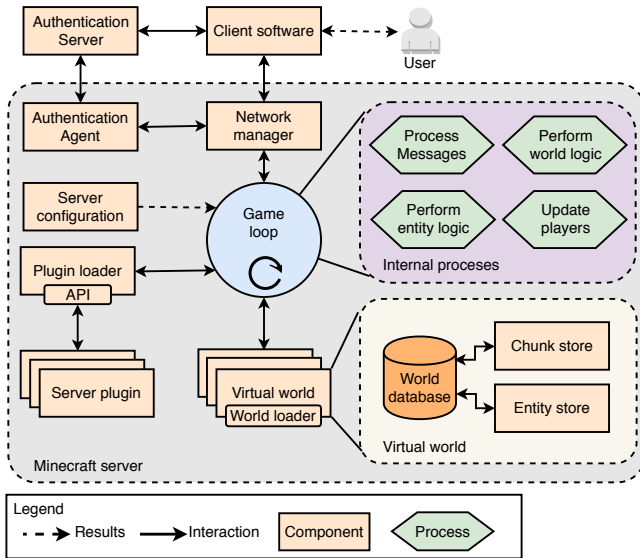 Authentication
Server
Client software
User
Authentication
Agent
Network
manager
Process
Messages
Perform
world logic
Server
configuration
Game
loop
Perform
entity logic
Update
players
Internal proceses
Plugin loader
API
Server plugin
Virtual world
World loader
World
database
Chunk store
Entity store
Virtual world
Minecraft server
Legend
Results
Interaction
Component
Process